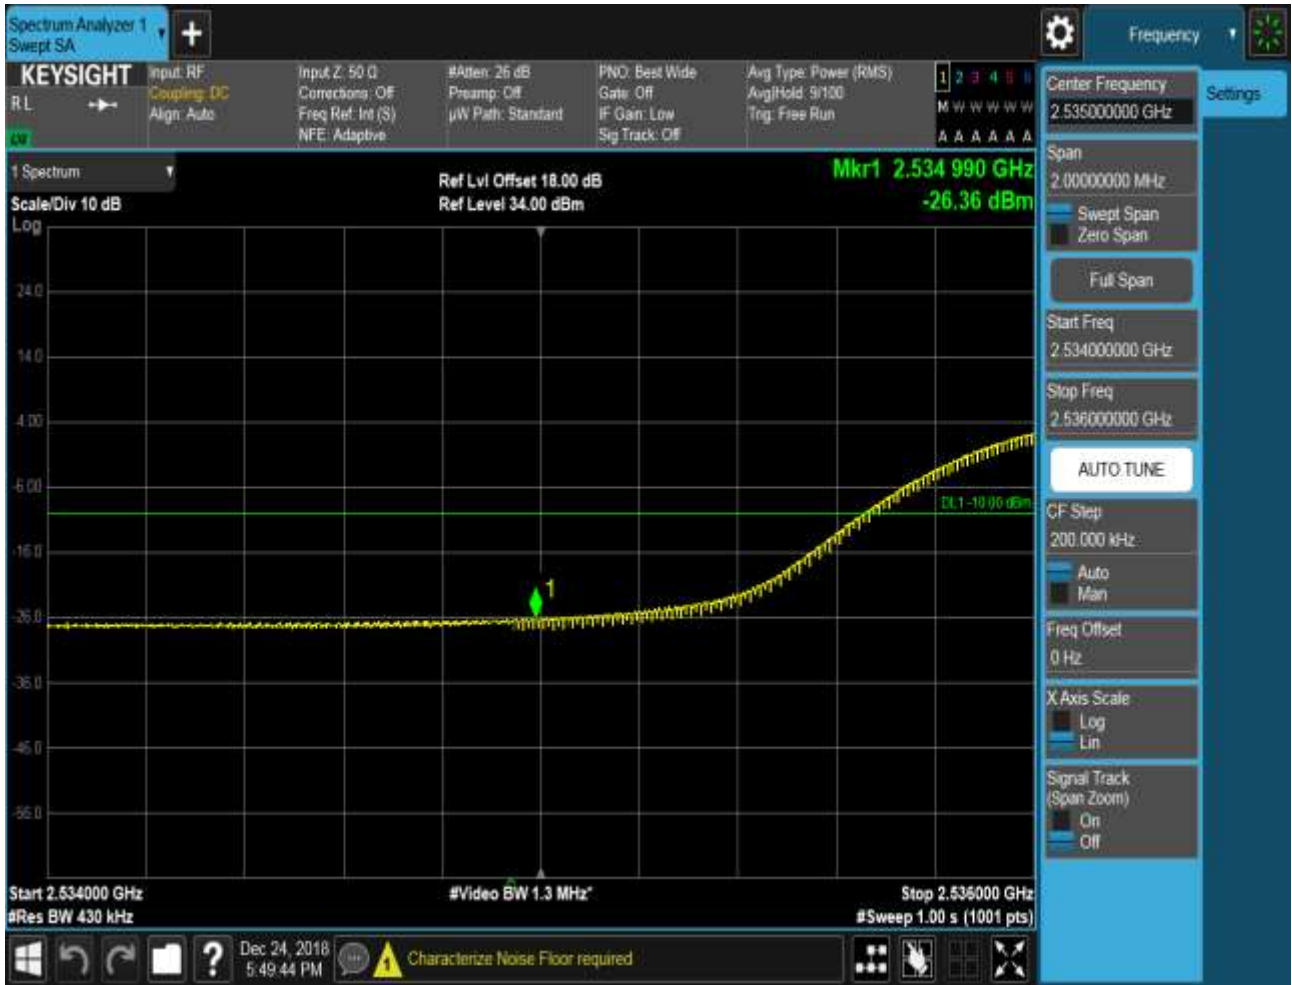 Spectrum Analyzer 1
Swept SA
+
Frequency
KEYSIGHT
Input: RF
Input Z: 50 Ω
#Atten: 26 dB
PNO: Best Wide
Avg Type: Power (RMS)
1 2 3 4 5 6
RL
Coupling: DC
Corrections: Off
Preamp: Off
Gate: Off
Avg|Hold: 9/100
M W W W W W
Align: Auto
Freq Ref: Int (S)
µW Path: Standard
IF Gain: Low
Trig: Free Run
NFE: Adaptive
Sig Track: Off
A A A A A A
1 Spectrum
Ref Lvl Offset 18.00 dB
Mkr1 2.534 990 GHz
Scale/Div 10 dB
Ref Level 34.00 dBm
-26.36 dBm
Log
24.0
14.0
4.00
-6.00
DL1 -10.00 dBm
-16.0
1
-26.0
-36.0
-46.0
-56.0
Start 2.534000 GHz
#Video BW 1.3 MHz*
Stop 2.536000 GHz
#Res BW 430 kHz
#Sweep 1.00 s (1001 pts)
?
Dec 24, 2018
5:49:44 PM
Characterize Noise Floor required
Center Frequency
2.535000000 GHz
Settings
Span
2.00000000 MHz
Swept Span
Zero Span
Full Span
Start Freq
2.534000000 GHz
Stop Freq
2.536000000 GHz
AUTO TUNE
CF Step
200.000 kHz
Auto
Man
Freq Offset
0 Hz
X Axis Scale
Log
Lin
Signal Track
(Span Zoom)
On
Off